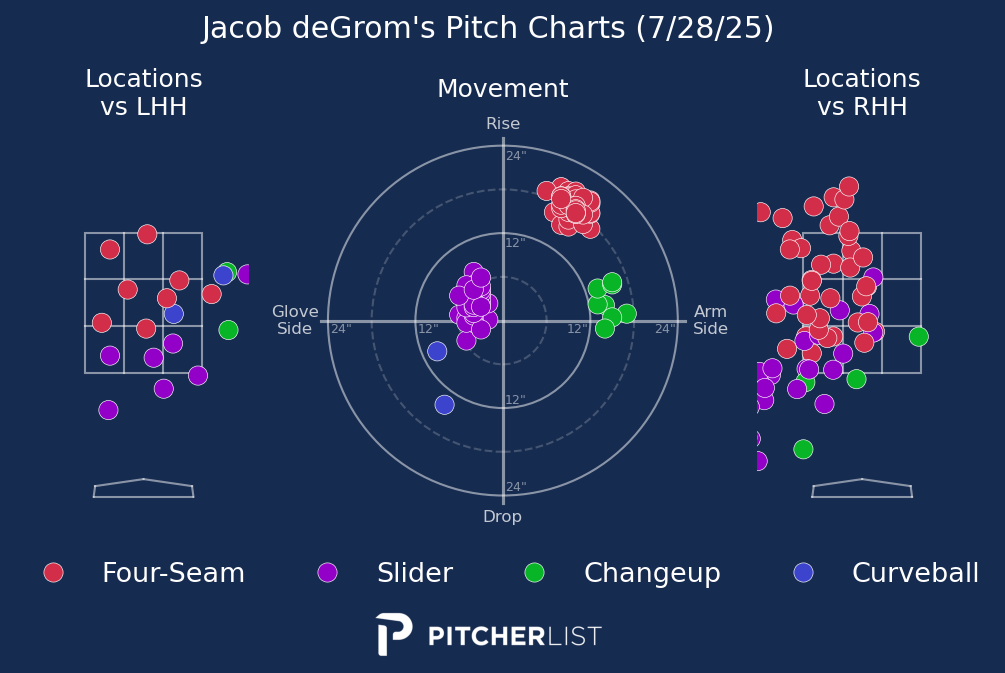 Jacob deGrom's Pitch Charts (7/28/25)
Locations
vs LHH
Movement
Locations
vs RHH
Rise
24"
12"
Glove
Side
24"
12"
12"
24"
Arm
Side
12"
24"
Drop
Four-Seam
Slider
Changeup
Curveball
PITCHERLIST